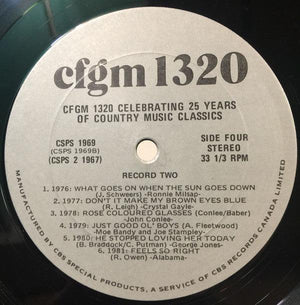 cfgm 1320
CFGM 1320 CELEBRATING 25 YEARS
OF COUNTRY MUSIC CLASSICS
CSPS 1969
(CSPS 1969B)
(CSPS 2 1967)
SIDE FOUR
STEREO
33 1/3 RPM
RECORD TWO
1. 1976: WHAT GOES ON WHEN THE SUN GOES DOWN
(J. Schweers) -Ronnie Milsap-
2. 1977: DON'T IT MAKE MY BROWN EYES BLUE
(R. Leigh) -Crystal Gayle-
3. 1978: ROSE COLOURED GLASSES (Conlee/Baber)
-John Conlee-
4. 1979: JUST GOOD OL' BOYS (A. Fleetwood)
-Moe Bandy and Joe Stampley-
5. 1980: HE STOPPED LOVING HER TODAY
(B. Braddock/C. Putman) -George Jones-
6. 1981: FEELS SO RIGHT
(R. Owen) -Alabama-
MANUFACTURED BY CBS SPECIAL PRODUCTS, A SERVICE OF CBS RECORDS CANADA LIMITED